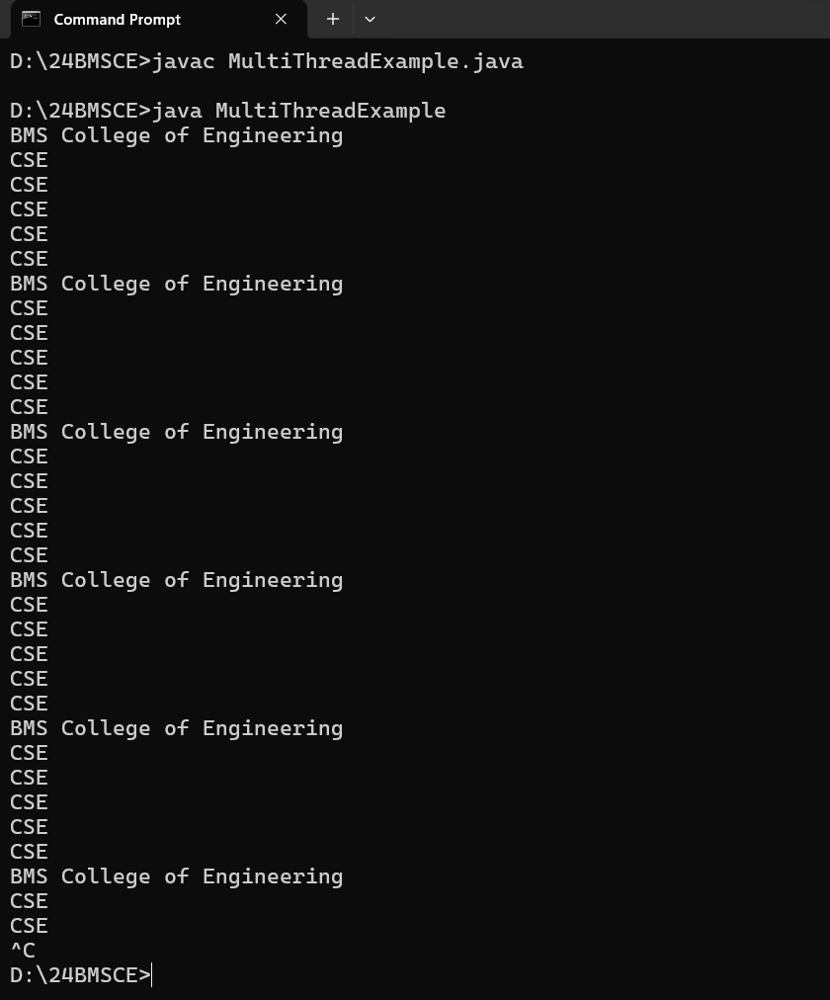 Command Prompt
D:\24BMSCE>javac MultiThreadExample.java
D:\24BMSCE>java MultiThreadExample
BMS College of Engineering
CSE
CSE
CSE
CSE
CSE
BMS College of Engineering
CSE
CSE
CSE
CSE
CSE
BMS College of Engineering
CSE
CSE
CSE
CSE
CSE
BMS College of Engineering
CSE
CSE
CSE
CSE
CSE
BMS College of Engineering
CSE
CSE
CSE
CSE
CSE
BMS College of Engineering
CSE
CSE
^C
D:\24BMSCE>